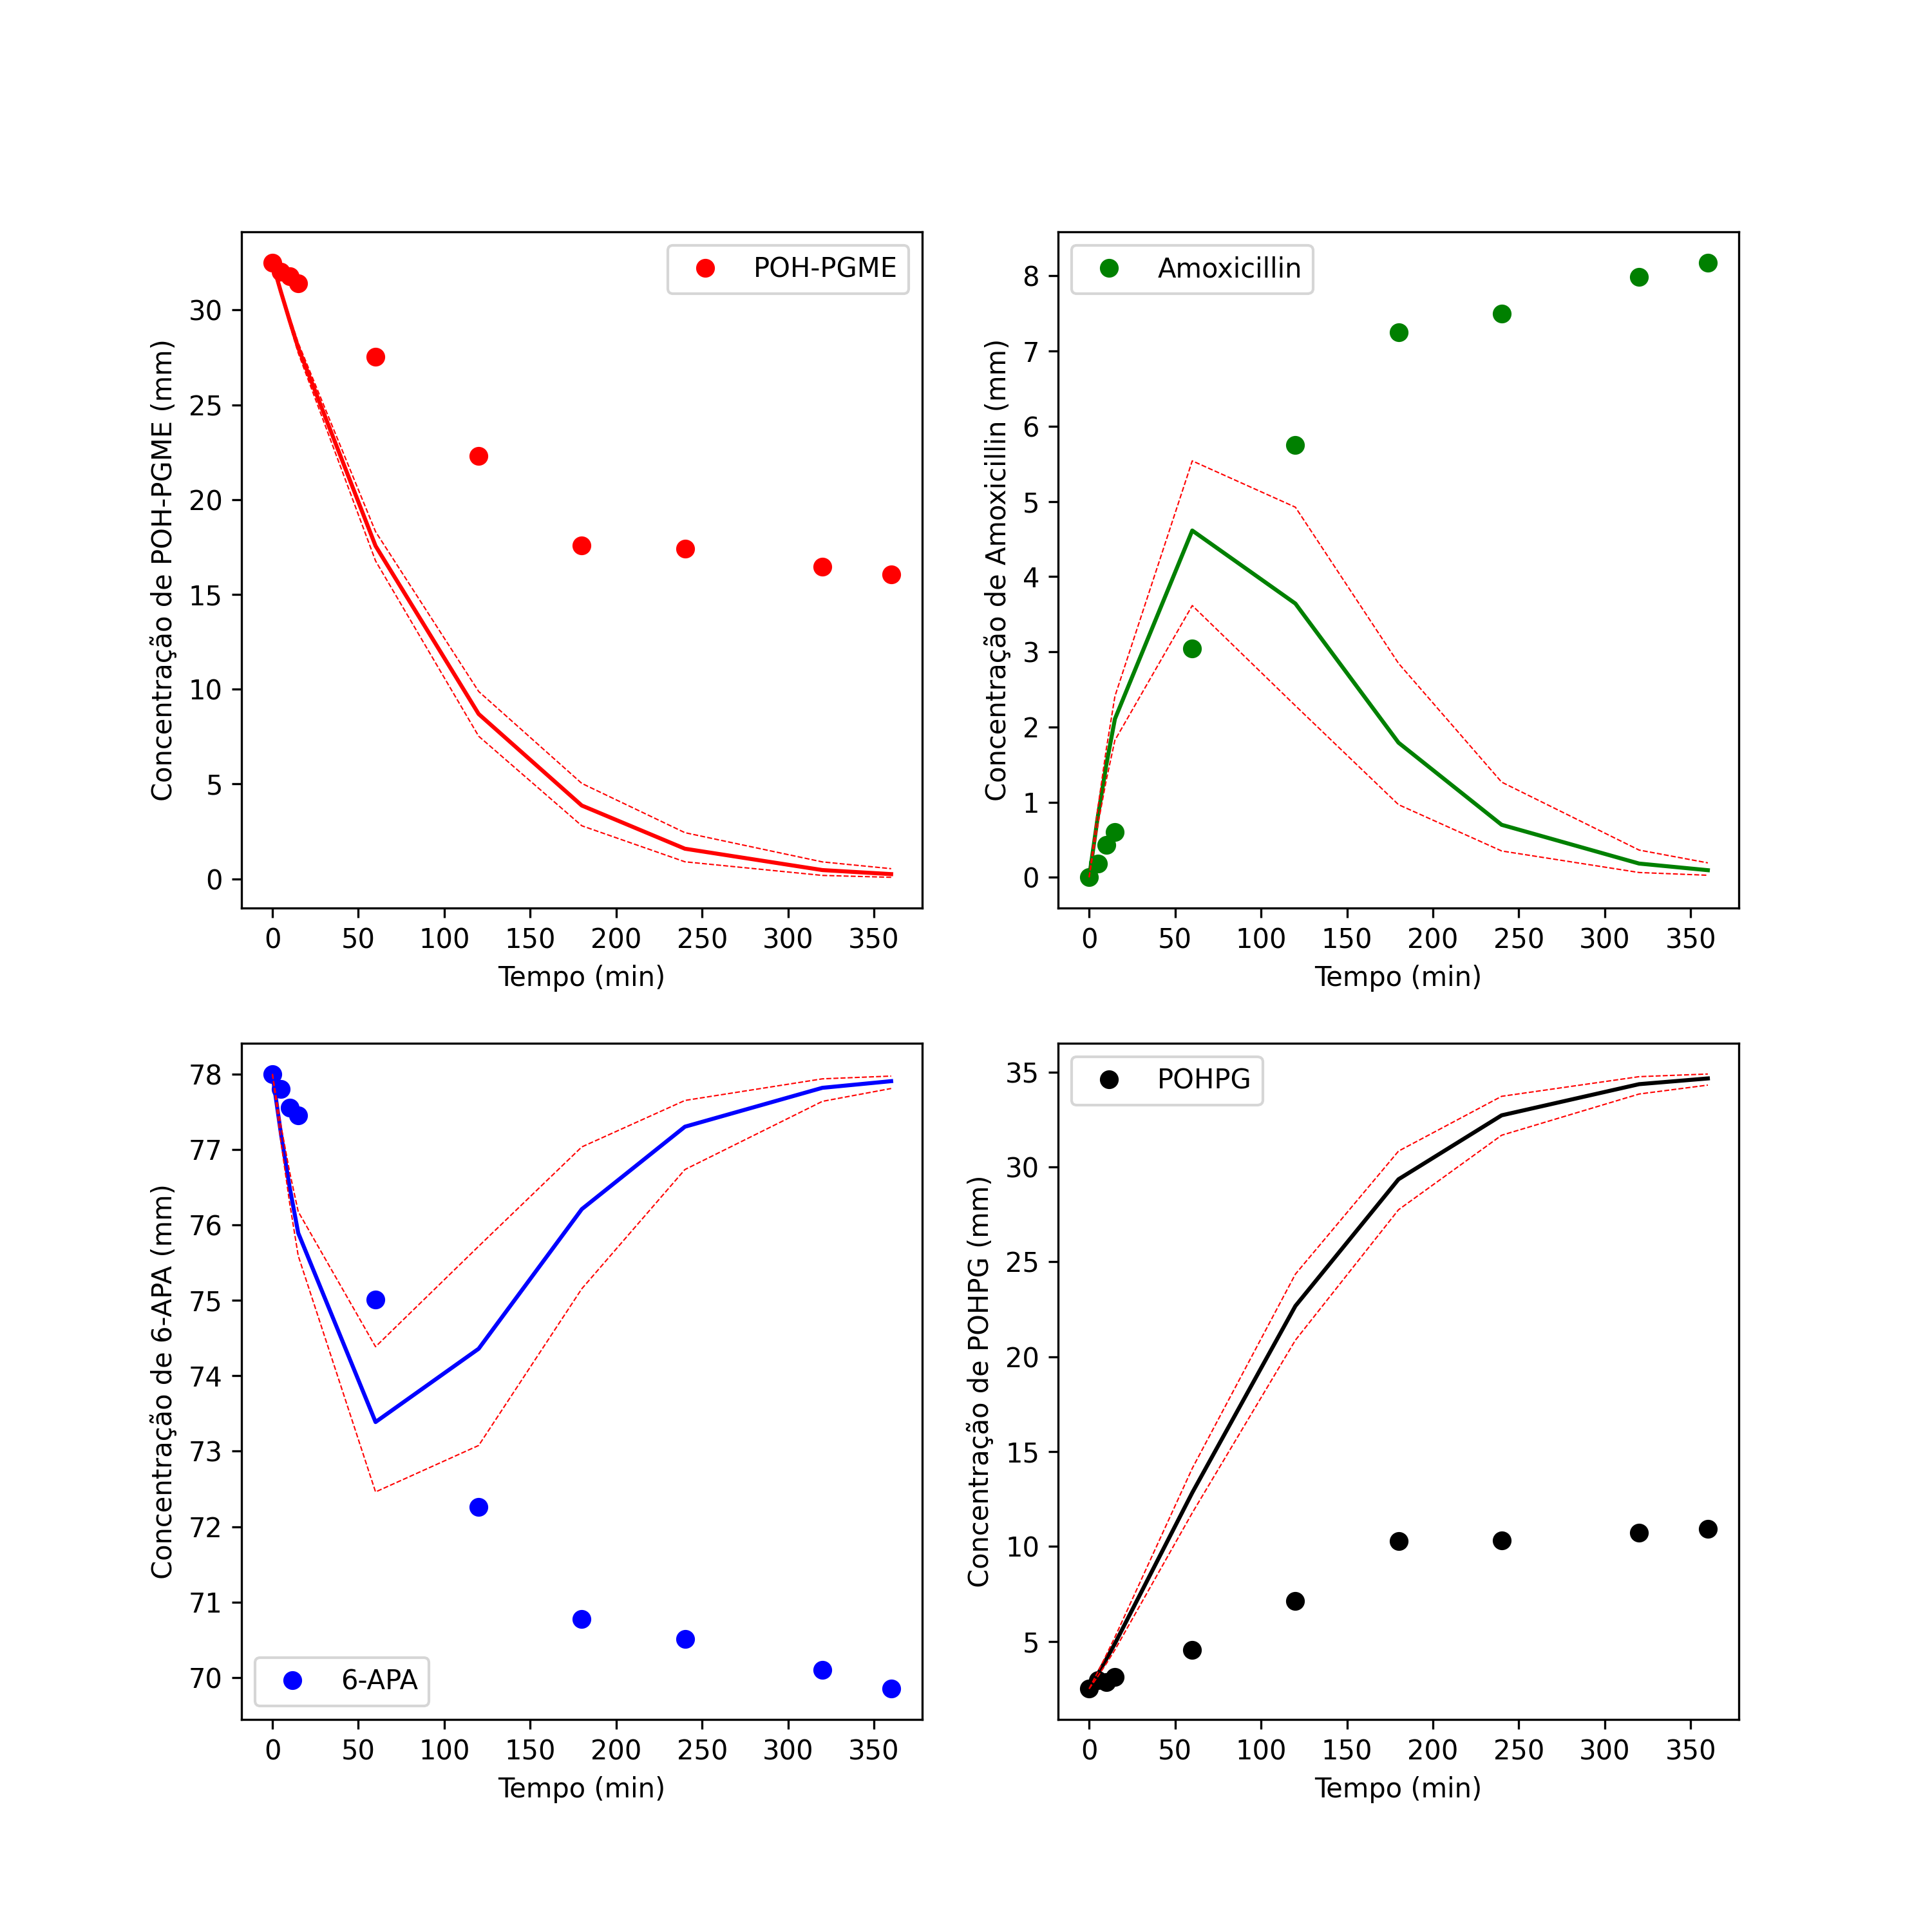 POH-PGME
30
25
20
15
10
5
0
Concentração de POH-PGME (mm)
0 50 100 150 200 250 300 350
Tempo (min)
Amoxicillin
8
7
6
5
4
3
2
1
0
Concentração de Amoxicillin (mm)
0 50 100 150 200 250 300 350
Tempo (min)
78
77
76
75
74
73
72
71
70
Concentração de 6-APA (mm)
6-APA
0 50 100 150 200 250 300 350
Tempo (min)
POHPG
35
30
25
20
15
10
5
Concentração de POHPG (mm)
0 50 100 150 200 250 300 350
Tempo (min)